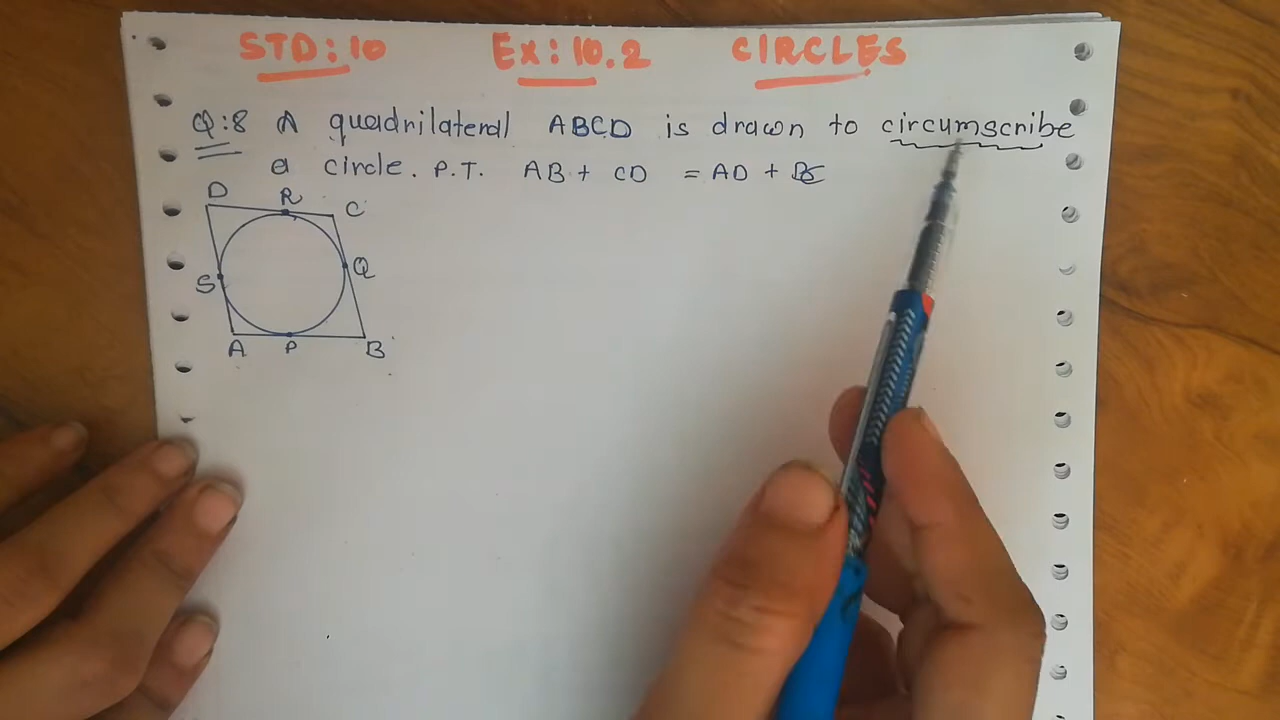 STD:10 Ex:10.2 CIRCLES
Q:8 A quadrilateral ABCD is drawn to circumscribe
a circle. P.T. AB + CD = AD + BC
D R C
S Q
A P B